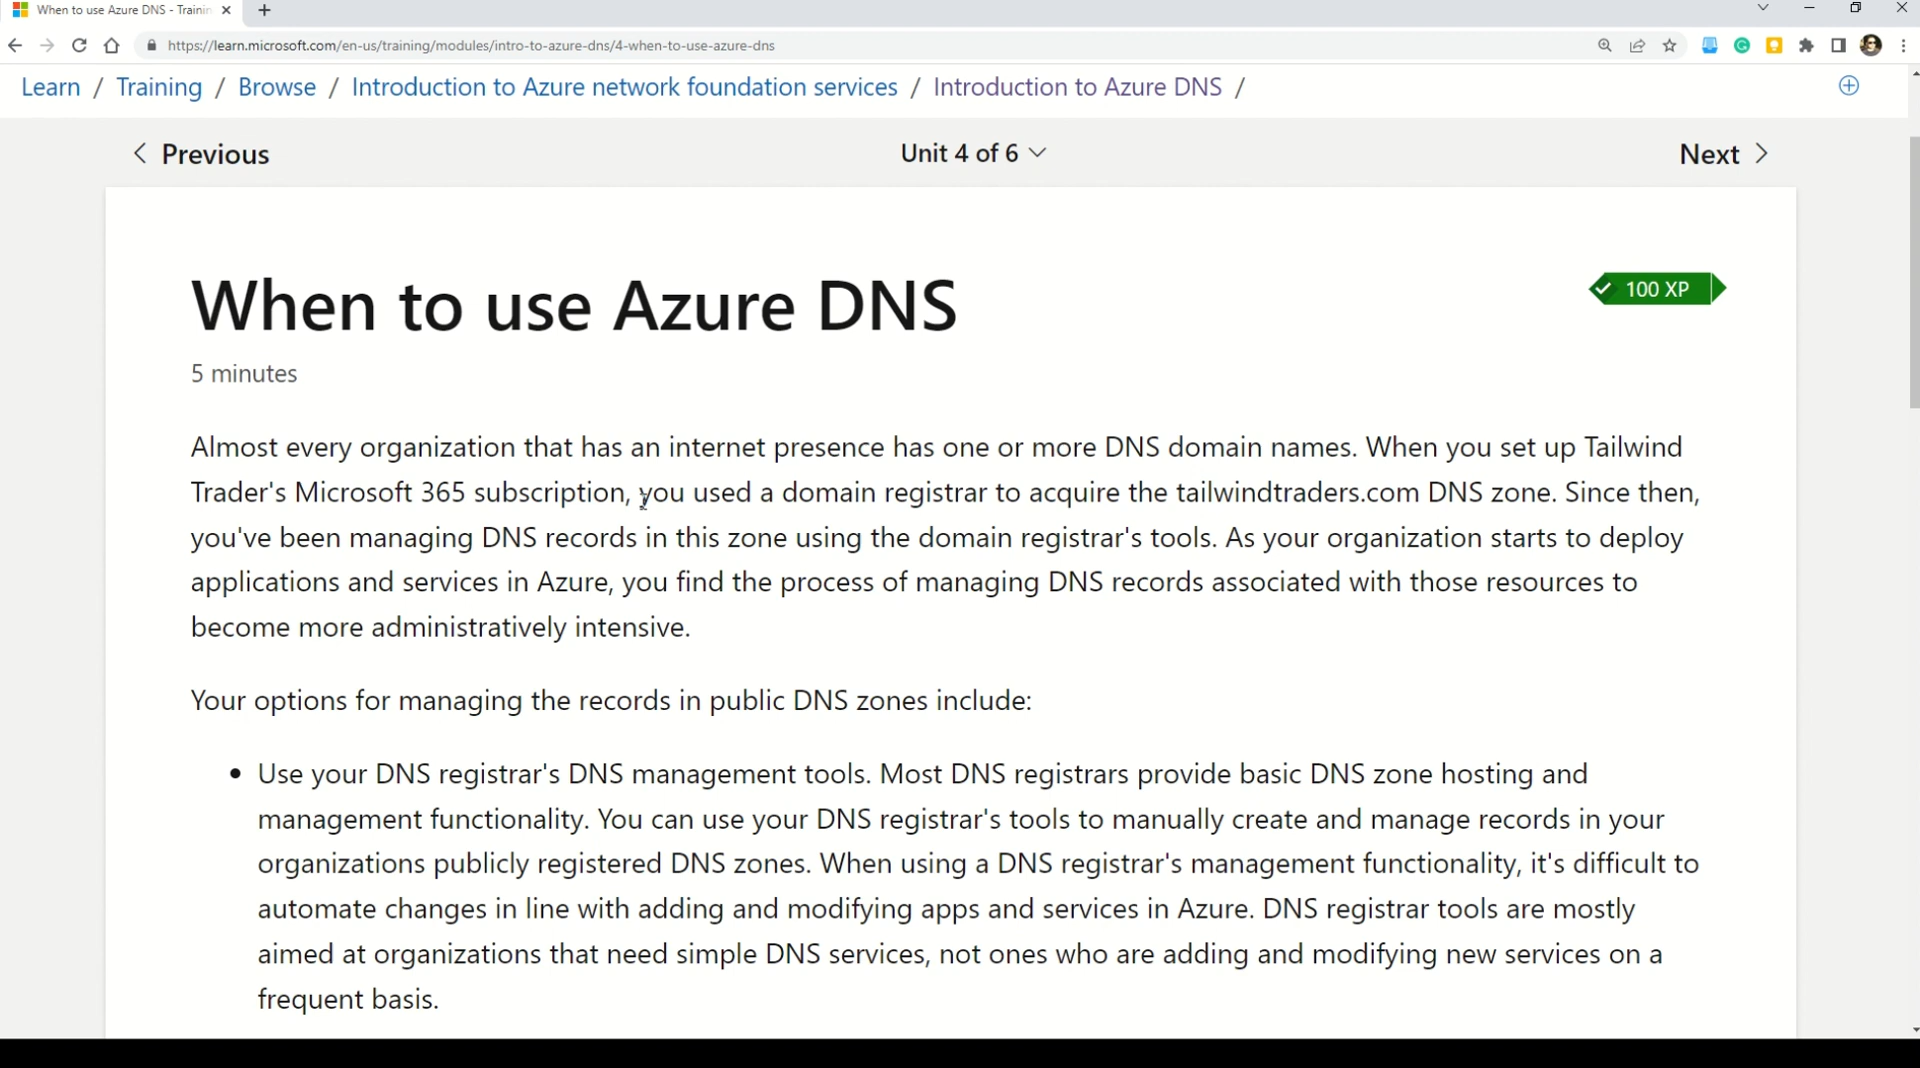 When to use Azure DNS - Trainin
https://learn.microsoft.com/en-us/training/modules/intro-to-azure-dns/4-when-to-use-azure-dns
Learn / Training / Browse / Introduction to Azure network foundation services / Introduction to Azure DNS /
Previous
Unit 4 of 6
Next
When to use Azure DNS
100 XP
5 minutes
Almost every organization that has an internet presence has one or more DNS domain names. When you set up Tailwind
Trader's Microsoft 365 subscription, you used a domain registrar to acquire the tailwindtraders.com DNS zone. Since then,
you've been managing DNS records in this zone using the domain registrar's tools. As your organization starts to deploy
applications and services in Azure, you find the process of managing DNS records associated with those resources to
become more administratively intensive.
Your options for managing the records in public DNS zones include:
• Use your DNS registrar's DNS management tools. Most DNS registrars provide basic DNS zone hosting and
management functionality. You can use your DNS registrar's tools to manually create and manage records in your
organizations publicly registered DNS zones. When using a DNS registrar's management functionality, it's difficult to
automate changes in line with adding and modifying apps and services in Azure. DNS registrar tools are mostly
aimed at organizations that need simple DNS services, not ones who are adding and modifying new services on a
frequent basis.